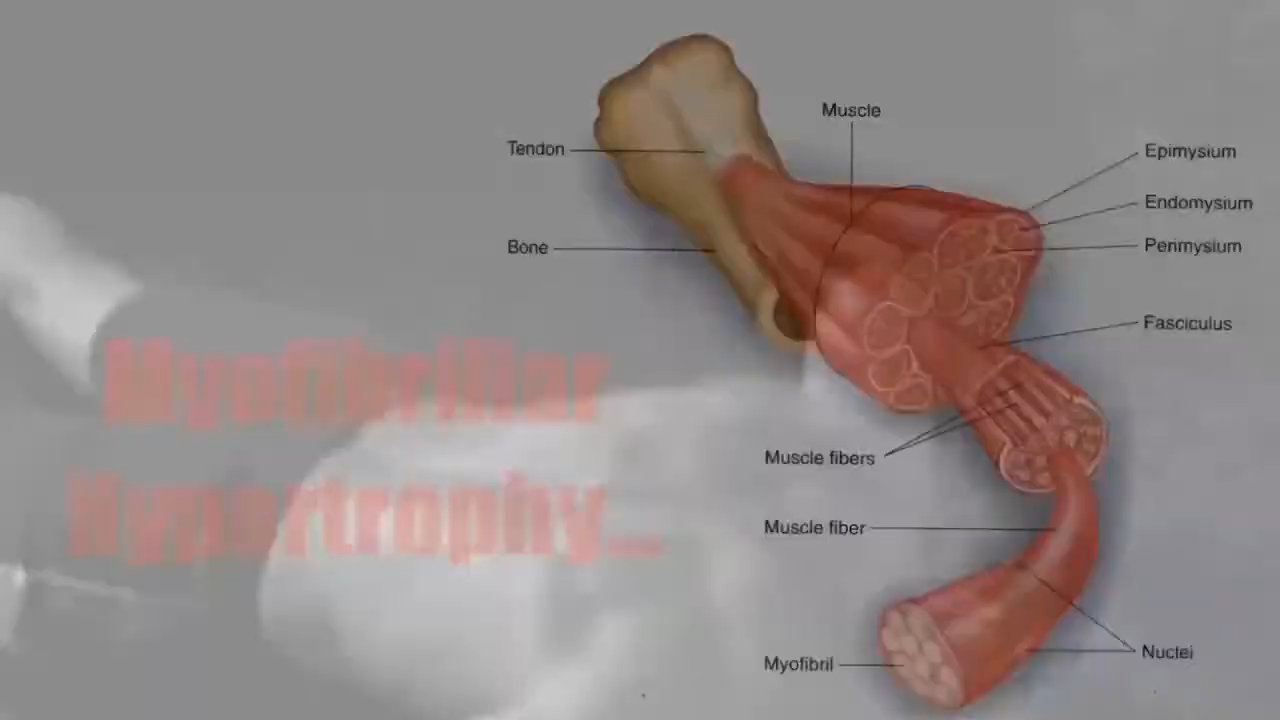 Muscle
Tendon
Epimysium
Endomysium
Bone
Perimysium
Fasciculus
Myofibrillar
Muscle fibers
Hypertrophy...
Muscle fiber
Nuclei
Myofibril